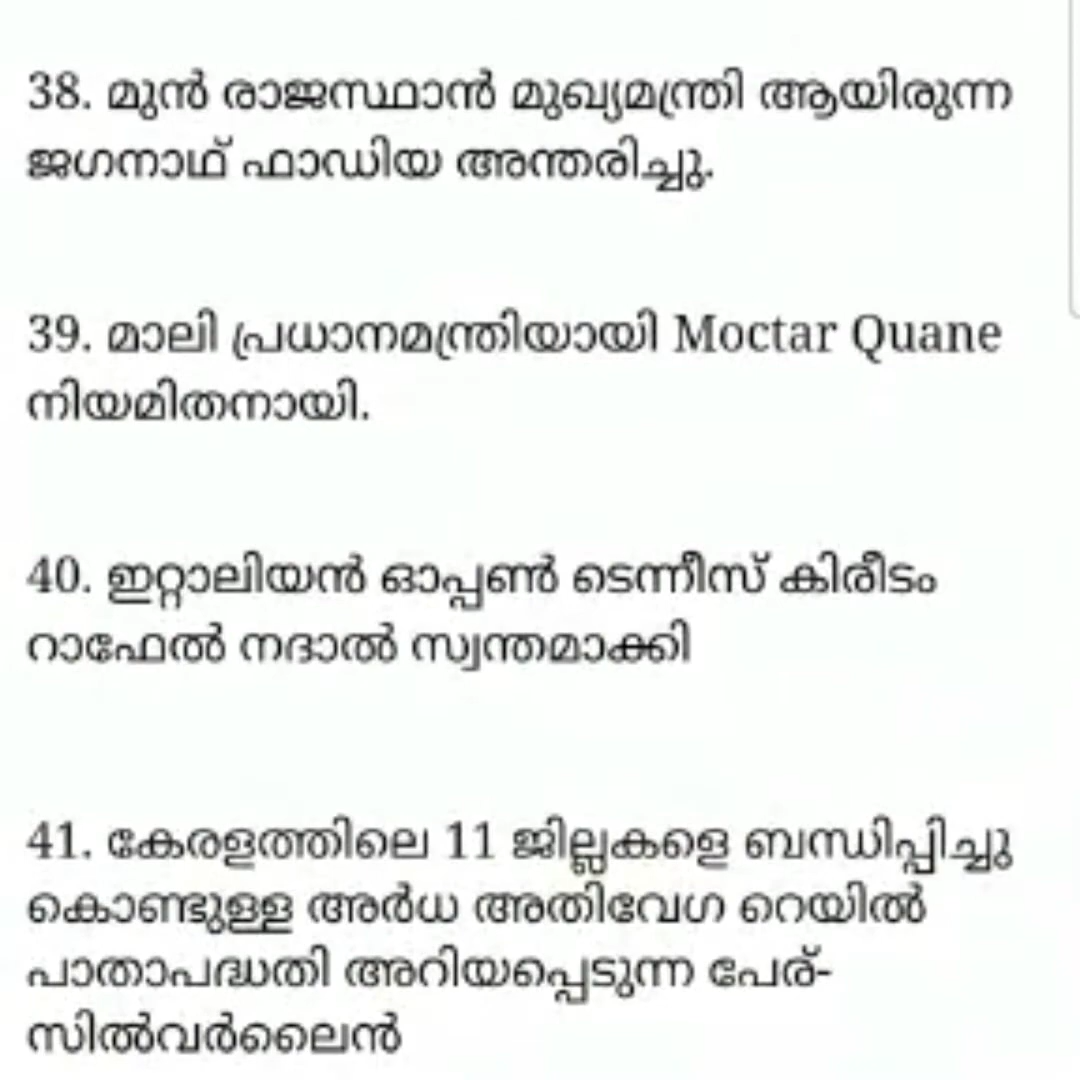 38. മുൻ രാജസ്ഥാൻ മുഖ്യമന്ത്രി ആയിരുന്ന
ജഗനാഥ് ഫാഡിയ അന്തരിച്ചു.
39. മാലി പ്രധാനമന്ത്രിയായി Moctar Quane
നിയമിതനായി.
40. ഇറ്റാലിയൻ ഓപ്പൺ ടെന്നീസ് കിരീടം
റാഫേൽ നദാൽ സ്വന്തമാക്കി
41. കേരളത്തിലെ 11 ജില്ലകളെ ബന്ധിപ്പിച്ചു
കൊണ്ടുള്ള അർധ അതിവേഗ റെയിൽ
പാതാപദ്ധതി അറിയപ്പെടുന്ന പേര്-
സിൽവർലൈൻ